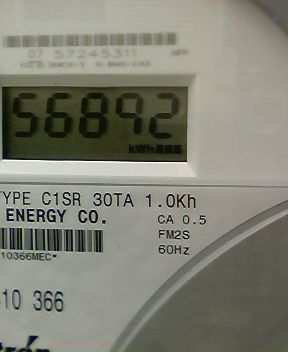 07 57245311
56892
kWh
TYPE C1SR 30TA 1.0Kh
ENERGY CO.
CA 0.5
FM2S
60Hz
10366MEC*
10 366